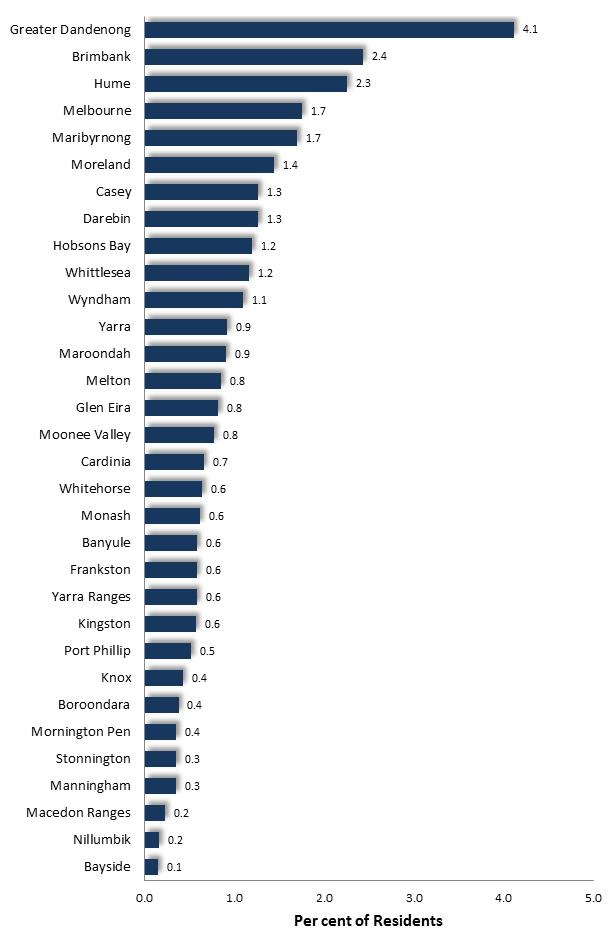 Greater Dandenong 4.1
Brimbank 2.4
Hume 2.3
Melbourne 1.7
Maribyrnong 1.7
Moreland 1.4
Casey 1.3
Darebin 1.3
Hobsons Bay 1.2
Whittlesea 1.2
Wyndham 1.1
Yarra 0.9
Maroondah 0.9
Melton 0.8
Glen Eira 0.8
Moonee Valley 0.8
Cardinia 0.7
Whitehorse 0.6
Monash 0.6
Banyule 0.6
Frankston 0.6
Yarra Ranges 0.6
Kingston 0.6
Port Phillip 0.5
Knox 0.4
Boroondara 0.4
Mornington Pen 0.4
Stonnington 0.3
Manningham 0.3
Macedon Ranges 0.2
Nillumbik 0.2
Bayside 0.1
0.0 1.0 2.0 3.0 4.0 5.0
Per cent of Residents